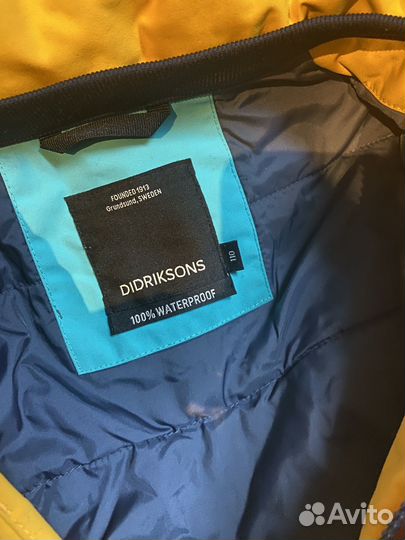 FOUNDED 1913
Grundsund, SWEDEN
DIDRIKSONS
100% WATERPROOF
110
Avito